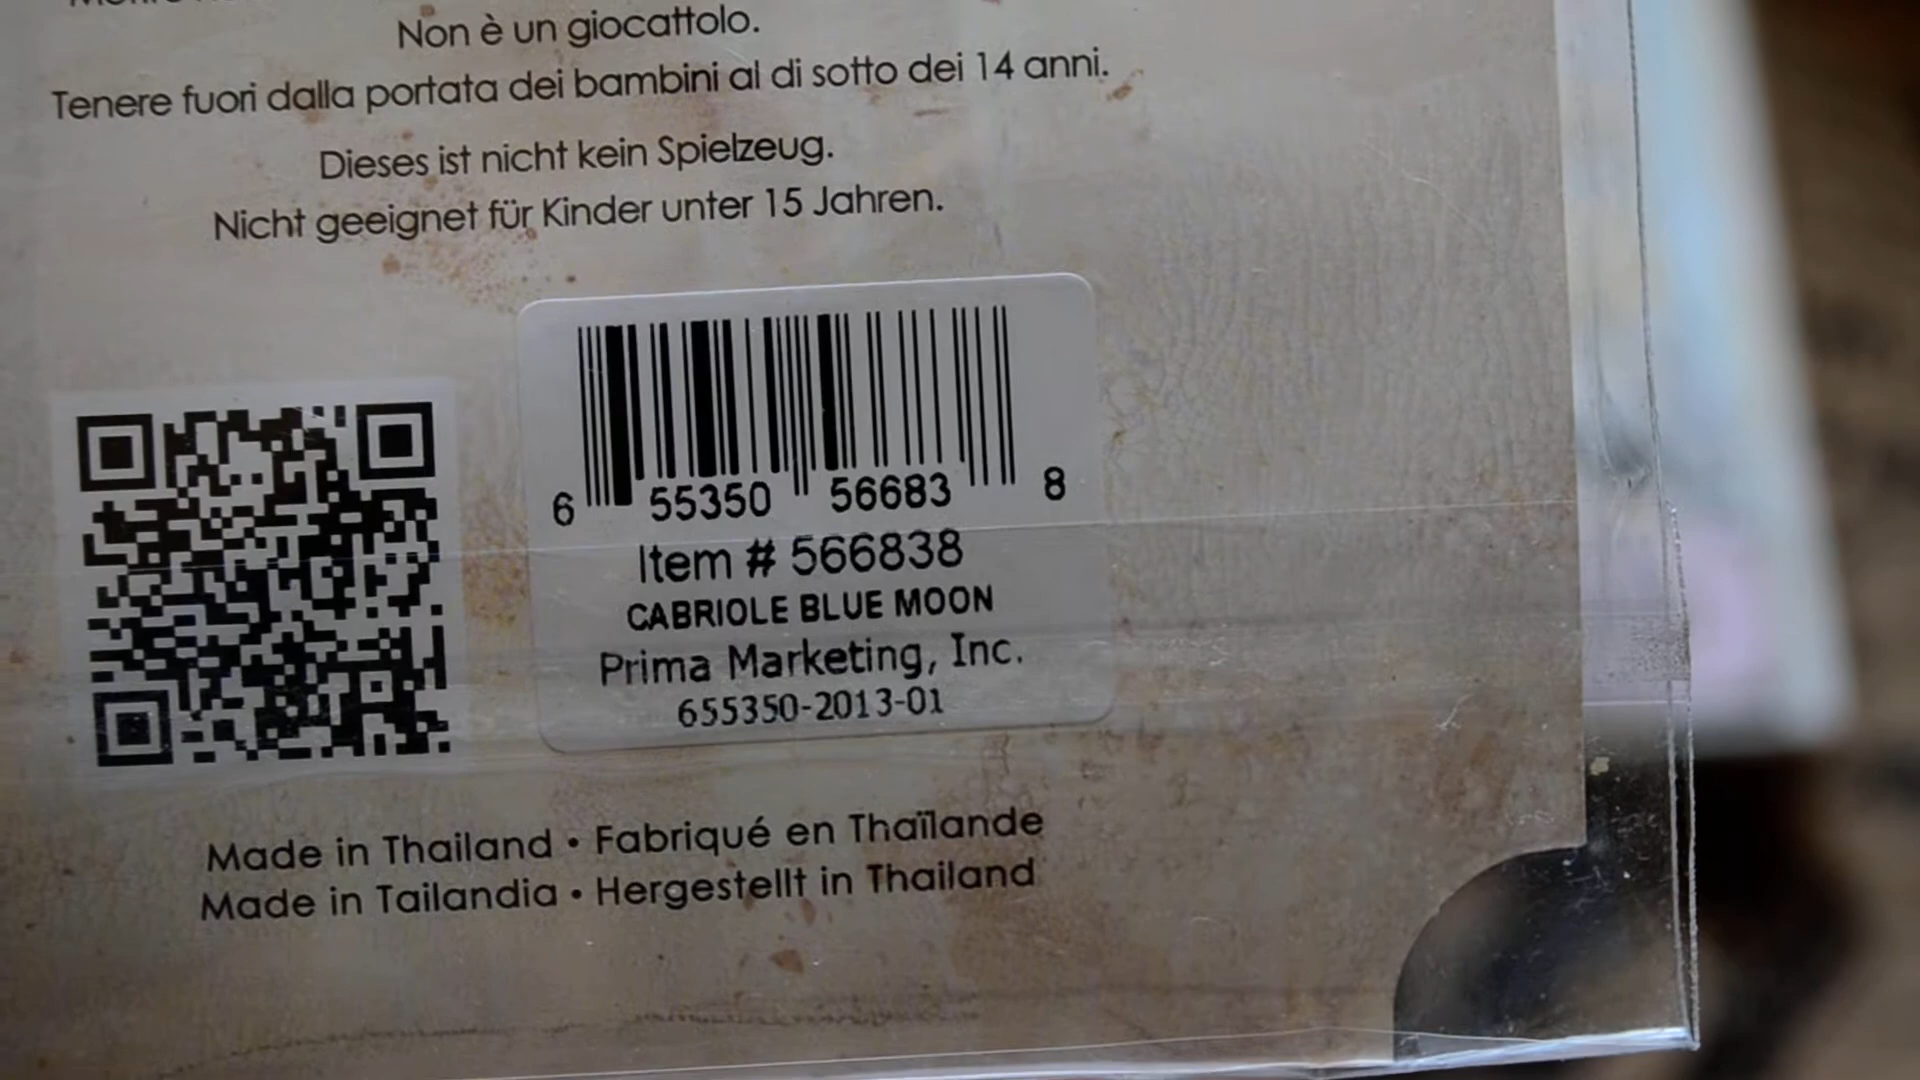 Non è un giocattolo.
Tenere fuori dalla portata dei bambini al di sotto dei 14 anni.
Dieses ist nicht kein Spielzeug.
Nicht geeignet für Kinder unter 15 Jahren.
6 55350 56683 8
Item # 566838
CABRIOLE BLUE MOON
Prima Marketing, Inc.
655350-2013-01
Made in Thailand • Fabriqué en Thaïlande
Made in Tailandia • Hergestellt in Thailand